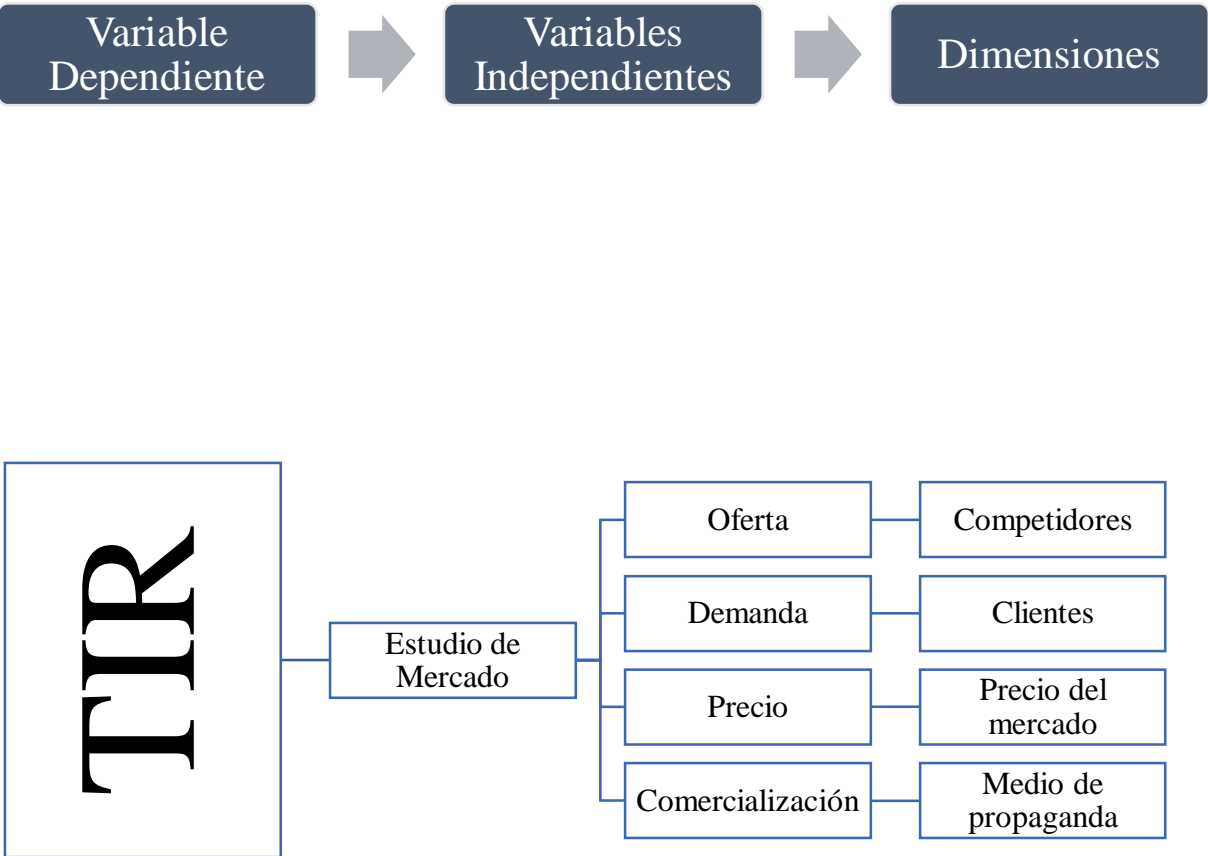 Variable
Dependiente
Variables
Independientes
Dimensiones
TIR
Estudio de
Mercado
Oferta
Competidores
Demanda
Clientes
Precio
Precio del
mercado
Comercialización
Medio de
propaganda